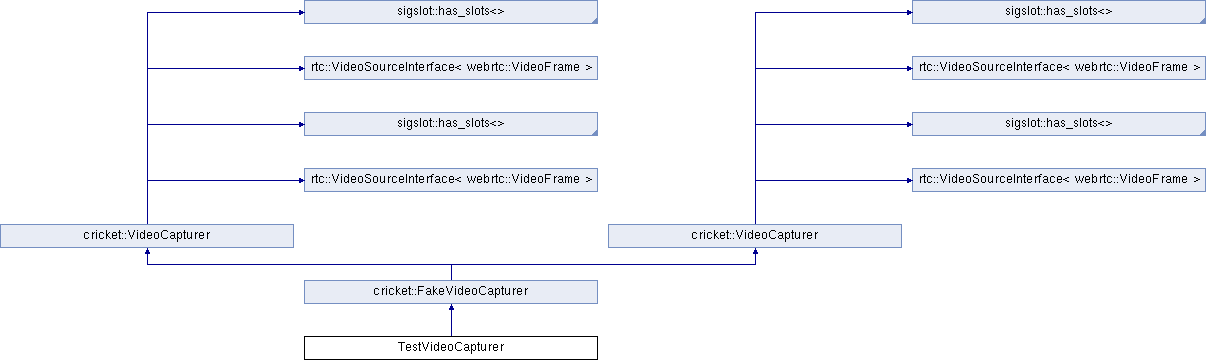 sigslot::has_slots<>
sigslot::has_slots<>
rtc::VideoSourceInterface< webrtc::VideoFrame >
rtc::VideoSourceInterface< webrtc::VideoFrame >
sigslot::has_slots<>
sigslot::has_slots<>
rtc::VideoSourceInterface< webrtc::VideoFrame >
rtc::VideoSourceInterface< webrtc::VideoFrame >
cricket::VideoCapturer
cricket::VideoCapturer
cricket::FakeVideoCapturer
TestVideoCapturer